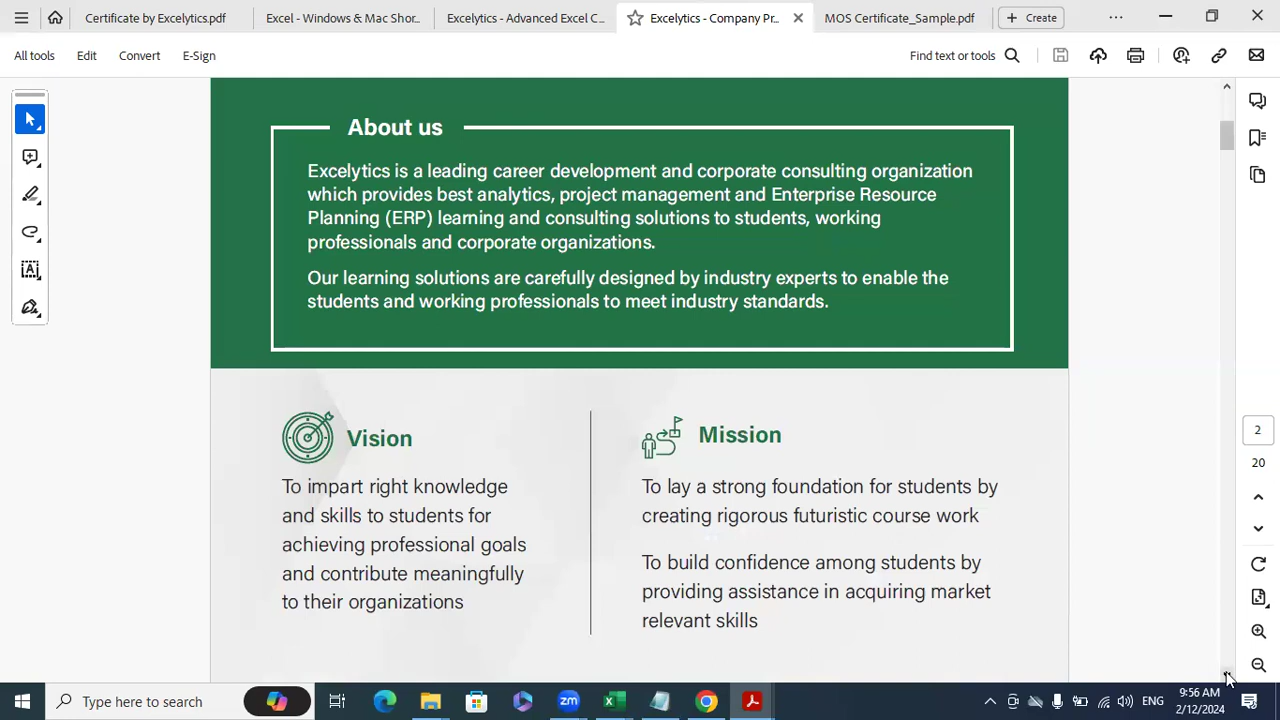 Certificate by Excelytics.pdf
Excel - Windows & Mac Shor...
Excelytics - Advanced Excel C...
Excelytics - Company Pr...
MOS Certificate_Sample.pdf
Create
All tools
Edit
Convert
E-Sign
Find text or tools
About us
Excelytics is a leading career development and corporate consulting organization
which provides best analytics, project management and Enterprise Resource
Planning (ERP) learning and consulting solutions to students, working
professionals and corporate organizations.
Our learning solutions are carefully designed by industry experts to enable the
students and working professionals to meet industry standards.
Vision
To impart right knowledge
and skills to students for
achieving professional goals
and contribute meaningfully
to their organizations
Mission
To lay a strong foundation for students by
creating rigorous futuristic course work
To build confidence among students by
providing assistance in acquiring market
relevant skills
2
20
Type here to search
zm
ENG
9:56 AM
2/12/2024